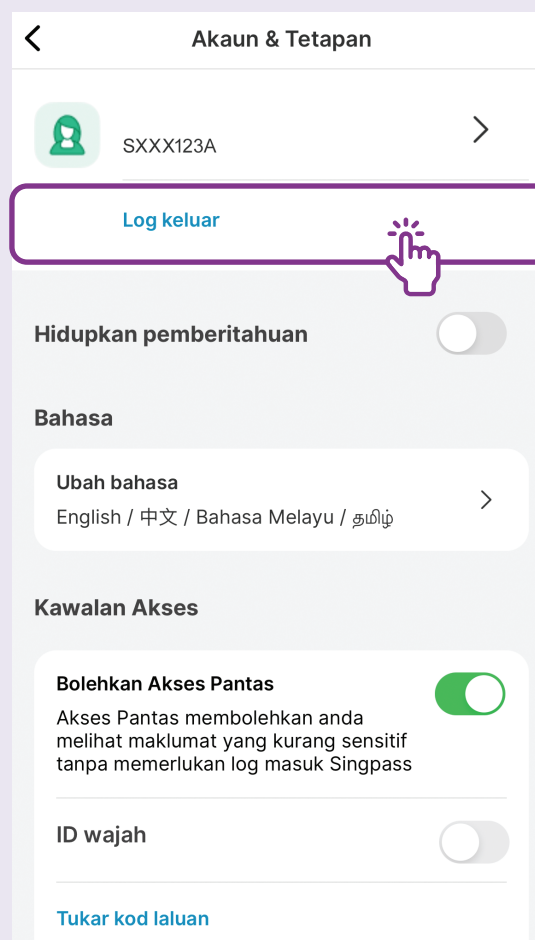 Akaun & Tetapan
SXXX123A
Log keluar
Hidupkan pemberitahuan
Bahasa
Ubah bahasa
English / 中文 / Bahasa Melayu / தமிழ்
Kawalan Akses
Bolehkan Akses Pantas
Akses Pantas membolehkan anda
melihat maklumat yang kurang sensitif
tanpa memerlukan log masuk Singpass
ID wajah
Tukar kod laluan